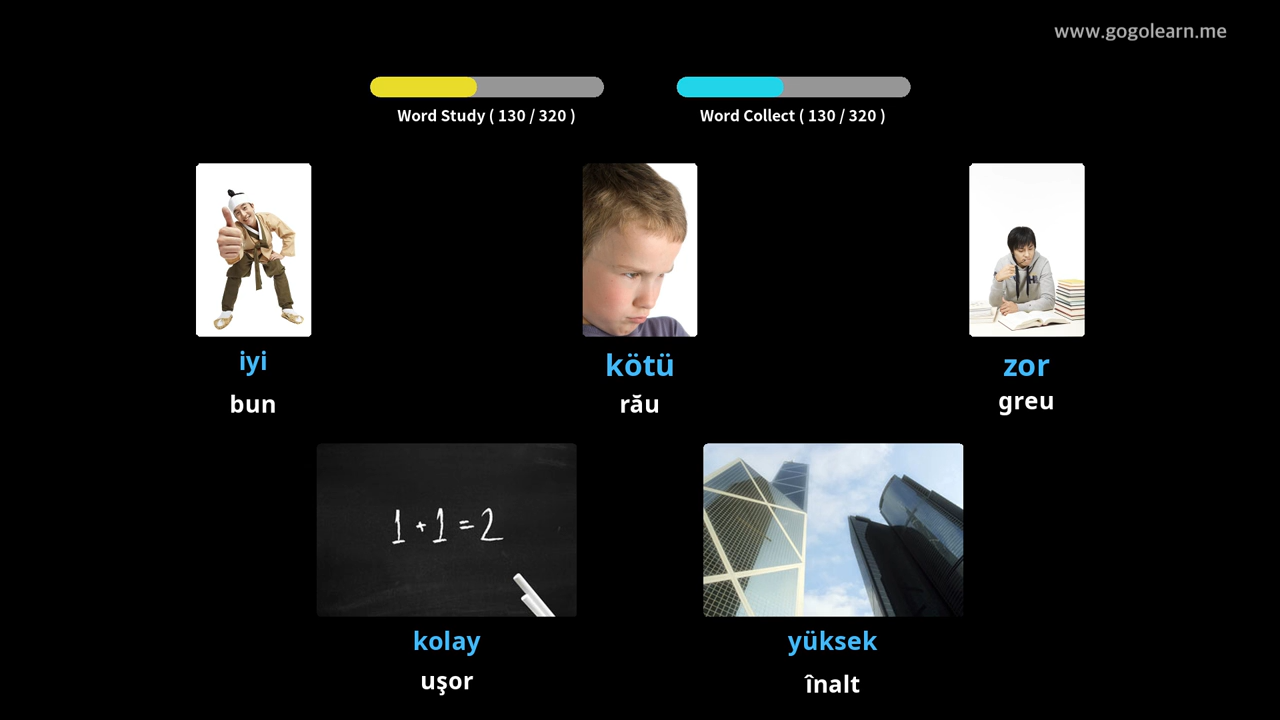 www.gogolearn.me
Word Study ( 130 / 320 )
Word Collect ( 130 / 320 )
iyi
bun
kötü
rău
zor
greu
1 + 1 = 2
kolay
uşor
yüksek
înalt